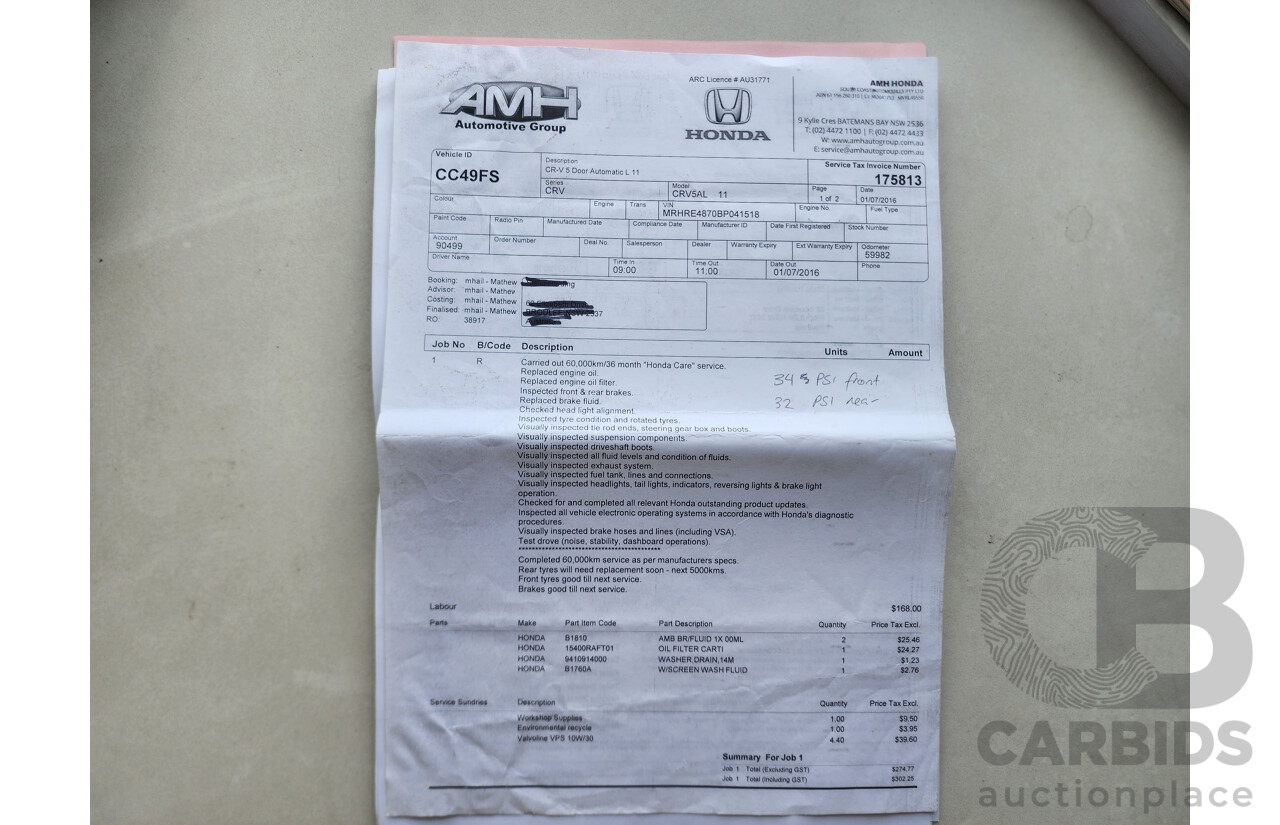 AMH
Automotive Group
ARC Licence # AU31771
HONDA
AMH HONDA
9 Kylie Cres BATEMANS BAY NSW 2536
T: (02) 4472 1100 | F: (02) 4472 4433
W: www.amhautogroup.com.au
E: service@amhautogroup.com.au
Vehicle ID
CC49FS
Description
CR-V 5 Door Automatic L 11
Service Tax Invoice Number
175813
Series
CRV
Model
CRV5AL 11
Page
1 of 2
Date
01/07/2016
Colour
Engine
Trans
VIN
MRHRE4870BP041518
Engine No.
Fuel Type
Paint Code
Radio Pin
Manufactured Date
Compliance Date
Manufacturer ID
Date First Registered
Stock Number
Account
90499
Order Number
Deal No.
Salesperson
Dealer
Warranty Expiry
Ext Warranty Expiry
Odometer
59982
Driver Name
Time In
09:00
Time Out
11:00
Date Out
01/07/2016
Phone
Booking: mhail - Mathew
Advisor: mhail - Mathew
Costing: mhail - Mathew
Finalised: mhail - Mathew
RO: 38917
Job No B/Code Description Units Amount
1 R Carried out 60,000km/36 month "Honda Care" service.
Replaced engine oil.
Replaced engine oil filter.
Inspected front & rear brakes.
Replaced brake fluid.
Checked head light alignment.
Inspected tyre condition and rotated tyres.
Visually inspected tie rod ends, steering gear box and boots.
Visually inspected suspension components.
Visually inspected driveshaft boots.
Visually inspected all fluid levels and condition of fluids.
Visually inspected exhaust system.
Visually inspected fuel tank, lines and connections.
Visually inspected headlights, tail lights, indicators, reversing lights & brake light
operation.
Checked for and completed all relevant Honda outstanding product updates.
Inspected all vehicle electronic operating systems in accordance with Honda's diagnostic
procedures.
Visually inspected brake hoses and lines (including VSA).
Test drove (noise, stability, dashboard operations).
******************************************
Completed 60,000km service as per manufacturers specs.
Rear tyres will need replacement soon - next 5000kms.
Front tyres good till next service.
Brakes good till next service.
34 PSI front
32 PSI rear
Labour $168.00
Parts Make Part Item Code Part Description Quantity Price Tax Excl.
HONDA B1810 AMB BR/FLUID 1X 00ML 2 $25.46
HONDA 15400RAFT01 OIL FILTER CARTI 1 $24.27
HONDA 9410914000 WASHER,DRAIN,14M 1 $1.23
HONDA B1760A W/SCREEN WASH FLUID 1 $2.76
Service Sundries Description Quantity Price Tax Excl.
Workshop Supplies 1.00 $9.50
Environmental recycle 1.00 $3.95
Valvoline VPS 10W/30 4.40 $39.60
Summary For Job 1
Job 1 Total (Excluding GST) $274.77
Job 1 Total (Including GST) $302.25
CB
CARBIDS
auctionplace